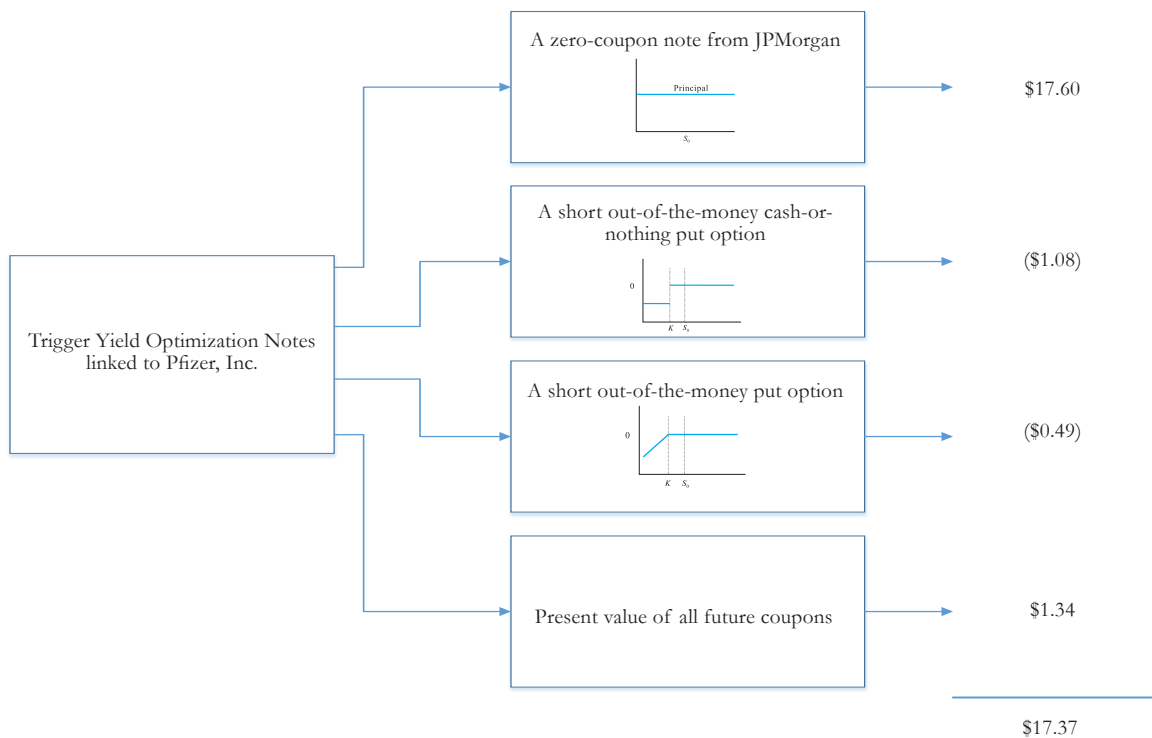 A zero-coupon note from JPMorgan
Principal
S₀
$17.60
A short out-of-the-money cash-or-
nothing put option
0
K
S₀
($1.08)
Trigger Yield Optimization Notes
linked to Pfizer, Inc.
A short out-of-the-money put option
0
K
S₀
($0.49)
Present value of all future coupons
$1.34
$17.37